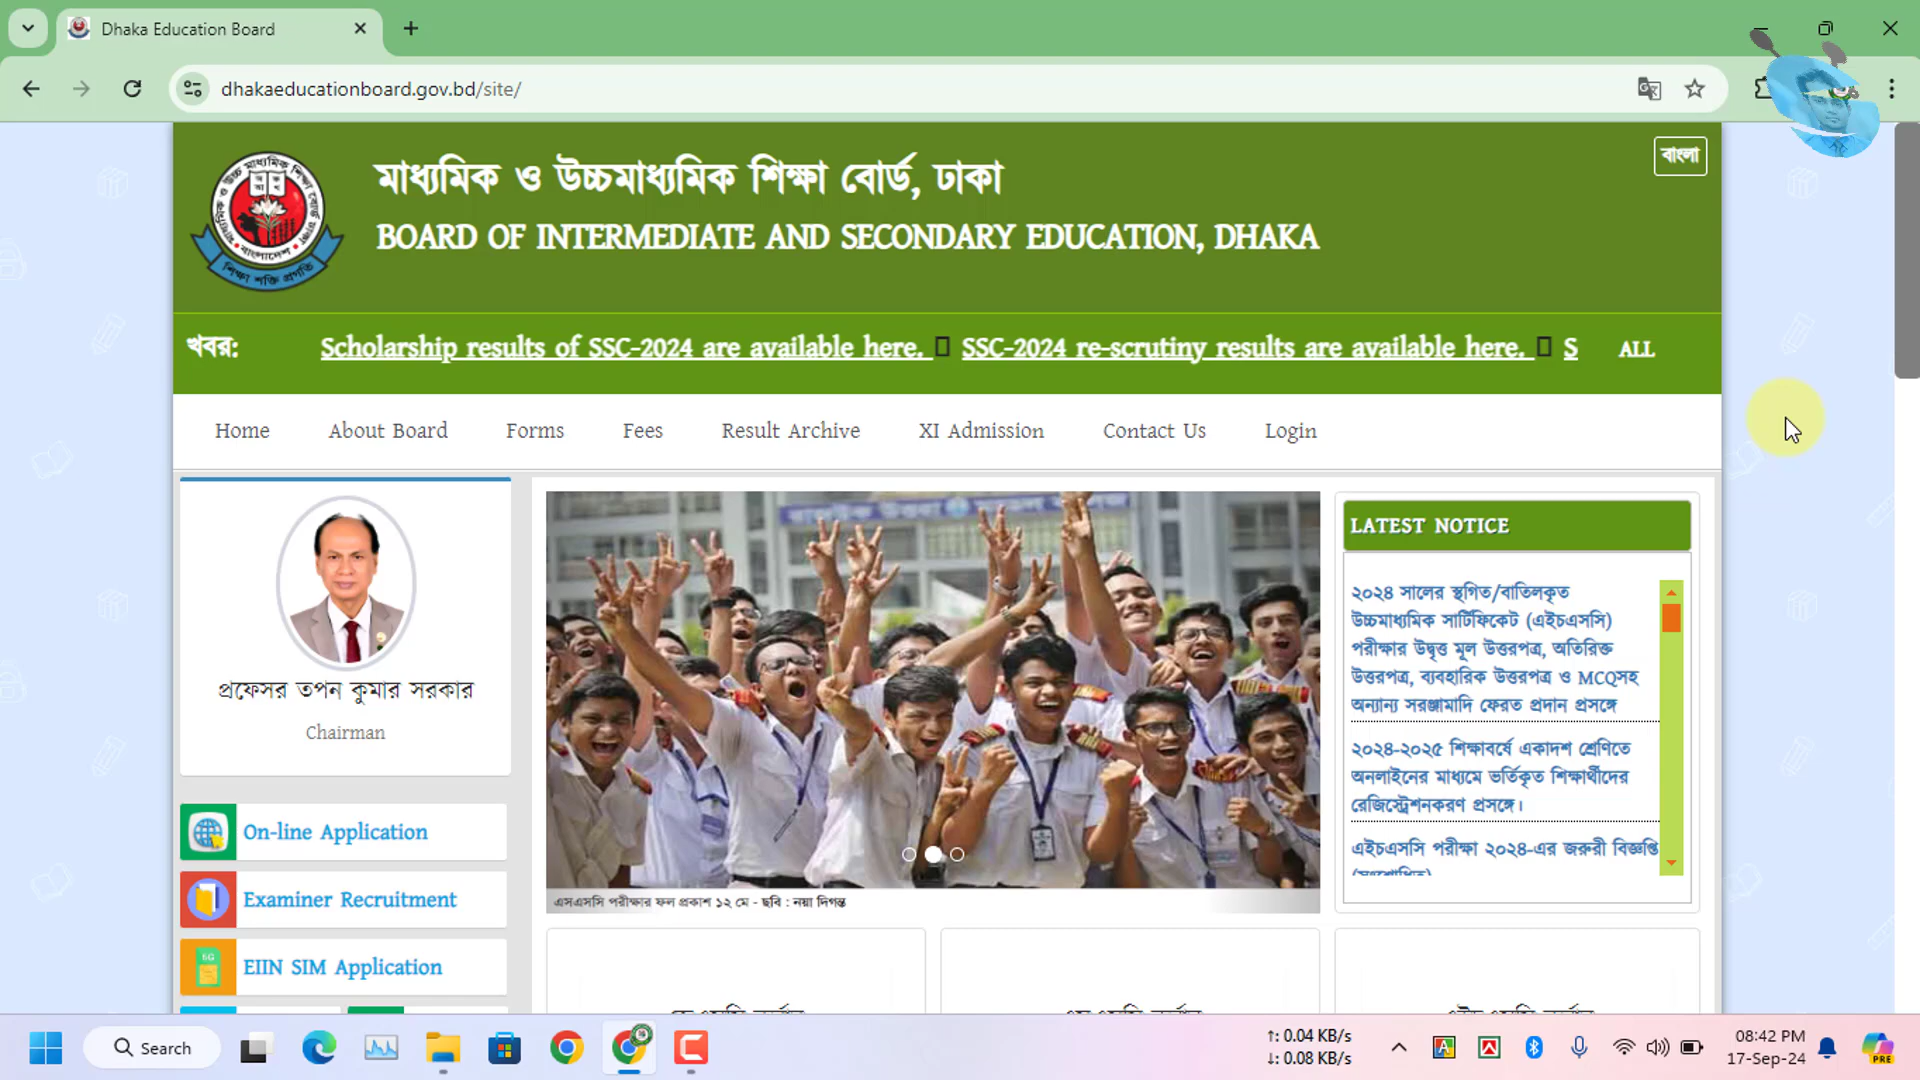 Dhaka Education Board
dhakaeducationboard.gov.bd/site/
মাধ্যমিক ও উচ্চমাধ্যমিক শিক্ষা বোর্ড, ঢাকা
বাংলা
BOARD OF INTERMEDIATE AND SECONDARY EDUCATION, DHAKA
খবর:
Scholarship results of SSC-2024 are available here.
SSC-2024 re-scrutiny results are available here.
S
ALL
Home
About Board
Forms
Fees
Result Archive
XI Admission
Contact Us
Login
প্রফেসর তপন কুমার সরকার
Chairman
On-line Application
Examiner Recruitment
EIIN SIM Application
এসএসসি পরীক্ষার ফল প্রকাশ ১২ মে - ছবি : নয়া দিগন্ত
LATEST NOTICE
২০২৪ সালের স্থগিত/বাতিলকৃত
উচ্চমাধ্যমিক সার্টিফিকেট (এইচএসসি)
পরীক্ষার উদ্বৃত্ত মূল উত্তরপত্র, অতিরিক্ত
উত্তরপত্র, ব্যবহারিক উত্তরপত্র ও MCQসহ
অন্যান্য সরঞ্জামাদি ফেরত প্রদান প্রসঙ্গে
২০২৪-২০২৫ শিক্ষাবর্ষে একাদশ শ্রেণিতে
অনলাইনের মাধ্যমে ভর্তিকৃত শিক্ষার্থীদের
রেজিস্ট্রেশনকরণ প্রসঙ্গে।
এইচএসসি পরীক্ষা ২০২৪-এর জরুরী বিজ্ঞপ্তি
Search
↑: 0.04 KB/s
↓: 0.08 KB/s
08:42 PM
17-Sep-24
PRE